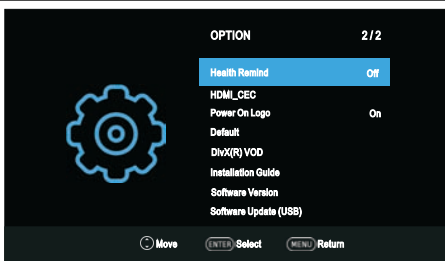 OPTION 2/2
Health Remind Off
HDMI_CEC
Power On Logo On
Default
DivX(R) VOD
Installation Guide
Software Version
Software Update (USB)
Move ENTER Select MENU Return